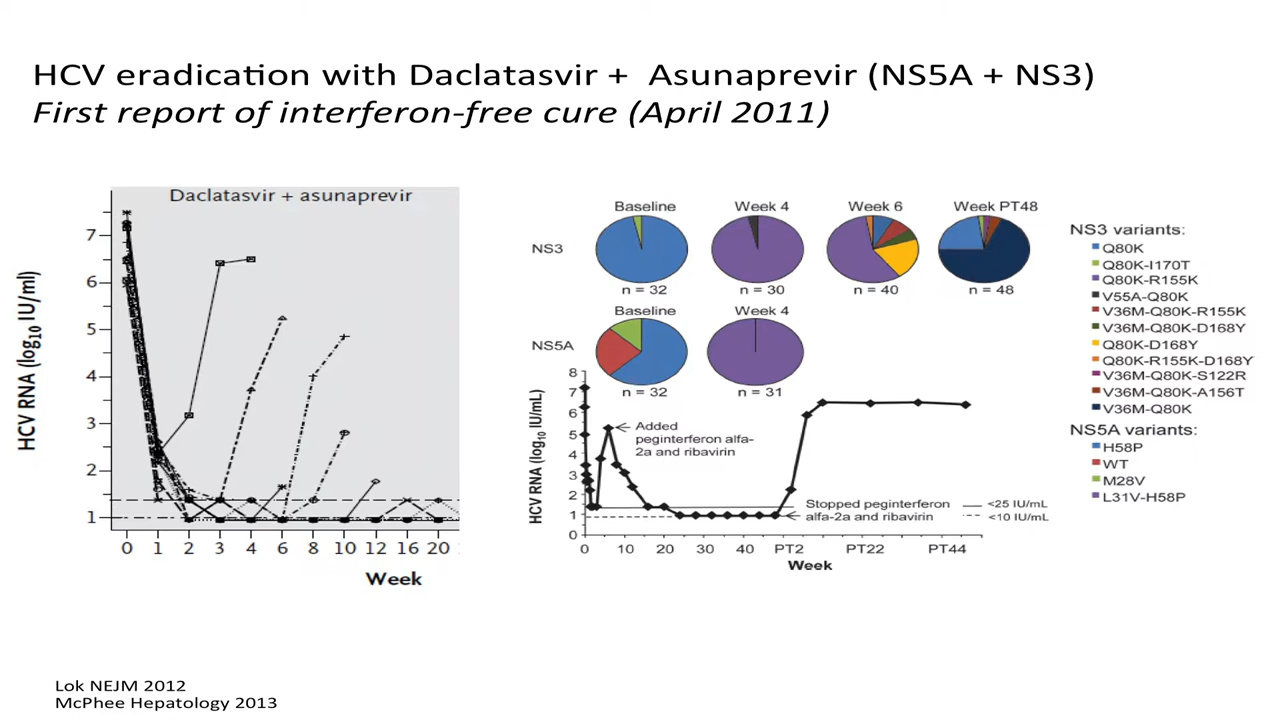 HCV eradication with Daclatasvir + Asunaprevir (NS5A + NS3)
First report of interferon-free cure (April 2011)
Daclatasvir + asunaprevir
HCV RNA (log10 IU/ml)
7
6
5
4
3
2
1
0 1 2 3 4 6 8 10 12 16 20
Week
Baseline Week 4 Week 6 Week PT48
NS3
n = 32 n = 30 n = 40 n = 48
Baseline Week 4
NS5A
n = 32 n = 31
HCV RNA (log10 IU/mL)
8
7
6
5
4
3
2
1
0
Added
peginterferon alfa-
2a and ribavirin
Stopped peginterferon
alfa-2a and ribavirin
<25 IU/mL
<10 IU/mL
0 10 20 30 40 PT2 PT22 PT44
Week
NS3 variants:
Q80K
Q80K-I170T
Q80K-R155K
V55A-Q80K
V36M-Q80K-R155K
V36M-Q80K-D168Y
Q80K-D168Y
Q80K-R155K-D168Y
V36M-Q80K-S122R
V36M-Q80K-A156T
V36M-Q80K
NS5A variants:
H58P
WT
M28V
L31V-H58P
Lok NEJM 2012
McPhee Hepatology 2013